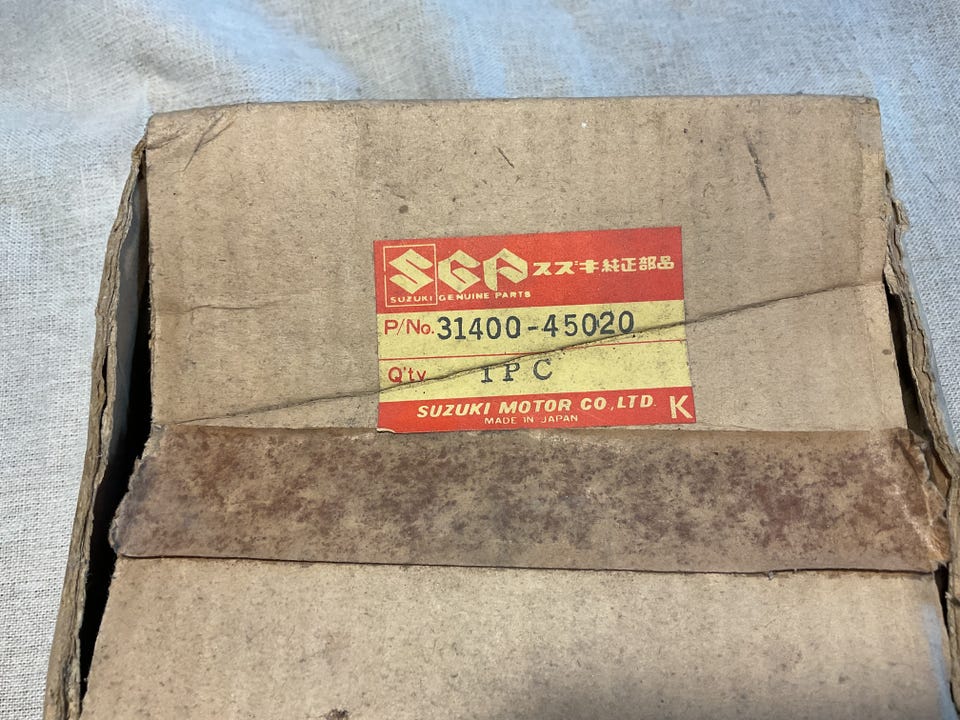 SGP スズキ純正部品
SUZUKI GENUINE PARTS
P/No. 31400-45020
Q'ty 1PC
SUZUKI MOTOR CO.,LTD. K
MADE IN JAPAN